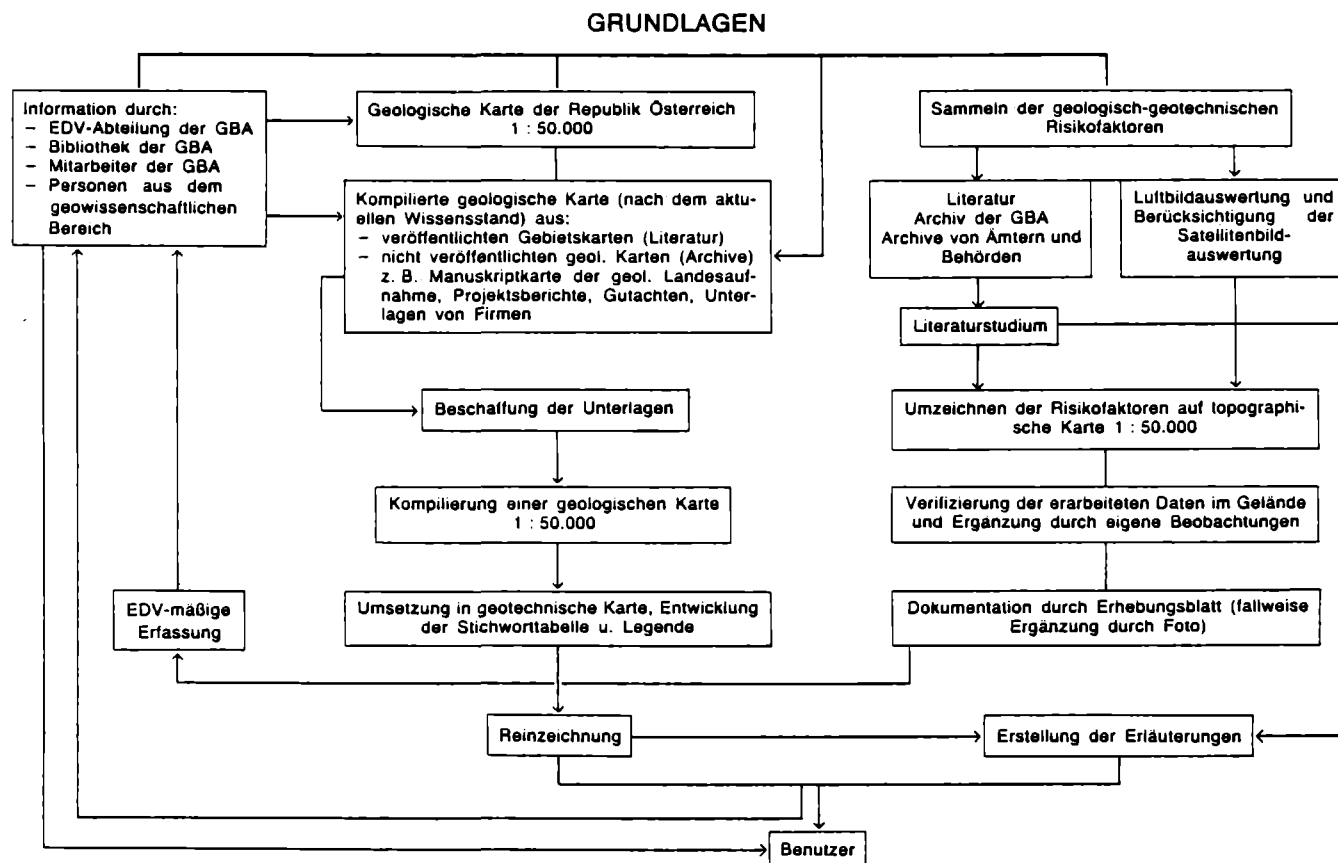 GRUNDLAGEN
Information durch:
– EDV-Abteilung der GBA
– Bibliothek der GBA
– Mitarbeiter der GBA
– Personen aus dem
geowissenschaftlichen
Bereich
Geologische Karte der Republik Österreich
1 : 50.000
Kompilierte geologische Karte (nach dem aktu-
ellen Wissensstand) aus:
– veröffentlichten Gebietskarten (Literatur)
– nicht veröffentlichten geol. Karten (Archive)
z. B. Manuskriptkarte der geol. Landesauf-
nahme, Projektsberichte, Gutachten, Unter-
lagen von Firmen
Sammeln der geologisch-geotechnischen
Risikofaktoren
Literatur
Archiv der GBA
Archive von Ämtern und
Behörden
Luftbildauswertung und
Berücksichtigung der
Satellitenbild-
auswertung
Literaturstudium
Beschaffung der Unterlagen
Umzeichnen der Risikofaktoren auf topographi-
sche Karte 1 : 50.000
Kompilierung einer geologischen Karte
1 : 50.000
Verifizierung der erarbeiteten Daten im Gelände
und Ergänzung durch eigene Beobachtungen
EDV-mäßige
Erfassung
Umsetzung in geotechnische Karte, Entwicklung
der Stichworttabelle u. Legende
Dokumentation durch Erhebungsblatt (fallweise
Ergänzung durch Foto)
Reinzeichnung
Erstellung der Erläuterungen
Benutzer